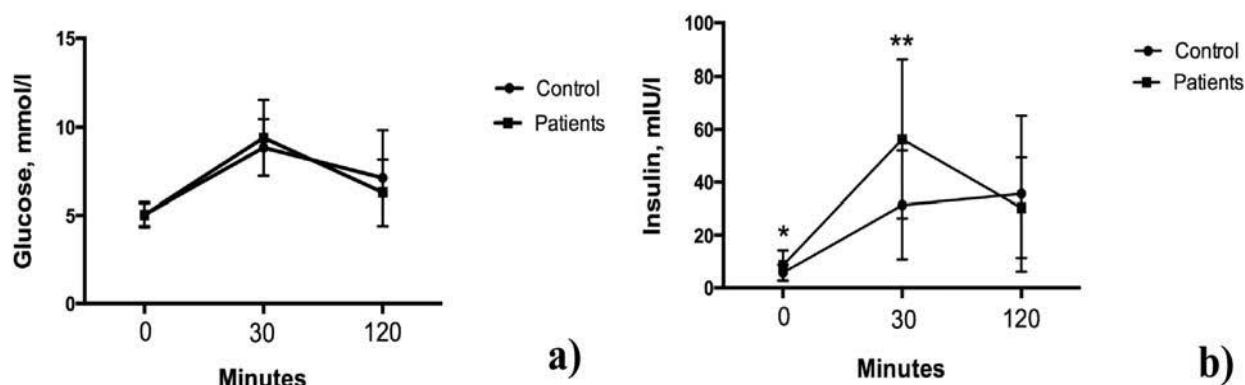 15
10
5
0
Glucose, mmol/l
0
30
120
Minutes
Control
Patients
a)
100
80
60
40
20
0
Insulin, mIU/l
*
**
0
30
120
Minutes
Control
Patients
b)